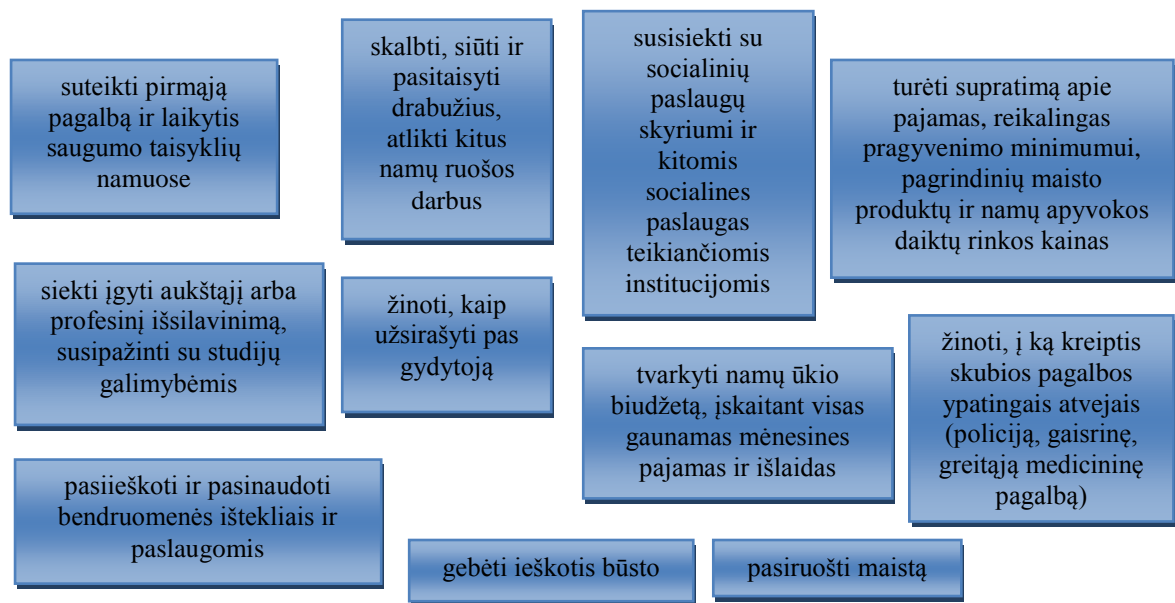 suteikti pirmąją
pagalbą ir laikytis
saugumo taisyklių
namuose
skalbti, siūti ir
pasitaisyti
drabužius,
atlikti kitus
namų ruošos
darbus
susisiekti su
socialinių
paslaugų
skyriumi ir
kitomis
socialines
paslaugas
teikiančiomis
institucijomis
turėti supratimą apie
pajamas, reikalingas
pragyvenimo minimumui,
pagrindinių maisto
produktų ir namų apyvokos
daiktų rinkos kainas
siekti įgyti aukštąjį arba
profesinį išsilavinimą,
susipažinti su studijų
galimybėmis
žinoti, kaip
užsirašyti pas
gydytoją
tvarkyti namų ūkio
biudžetą, įskaitant visas
gaunamas mėnesines
pajamas ir išlaidas
žinoti, į ką kreiptis
skubios pagalbos
ypatingais atvejais
(policiją, gaisrinę,
greitąją medicininę
pagalbą)
pasiieškoti ir pasinaudoti
bendruomenės ištekliais ir
paslaugomis
gebėti ieškotis būsto
pasiruošti maistą